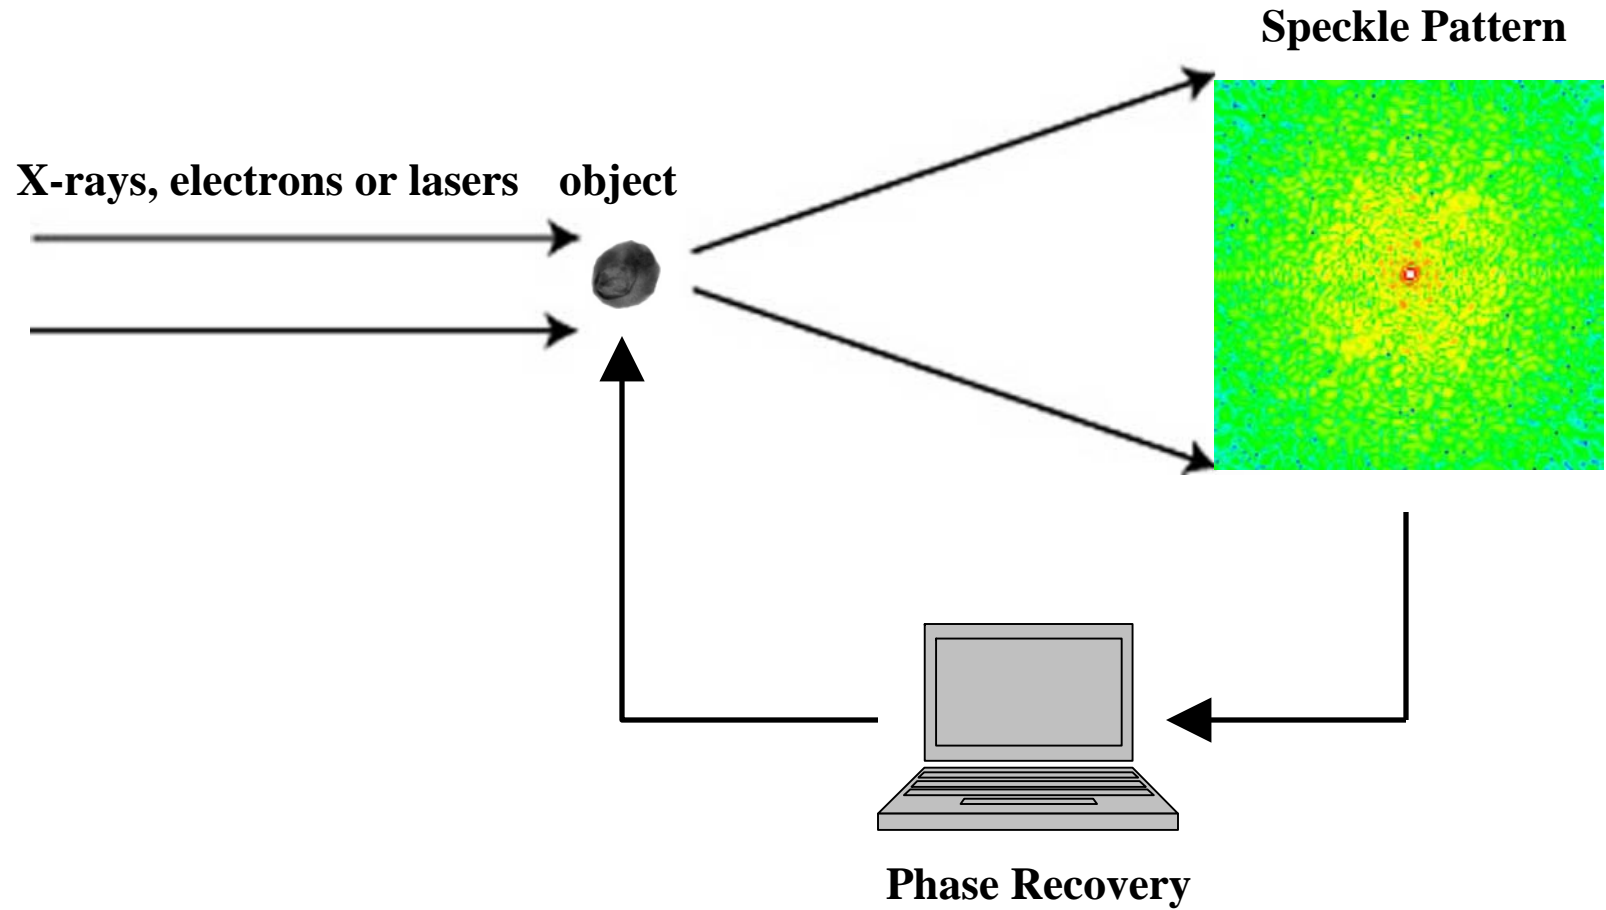 Speckle Pattern
X-rays, electrons or lasers object
Phase Recovery